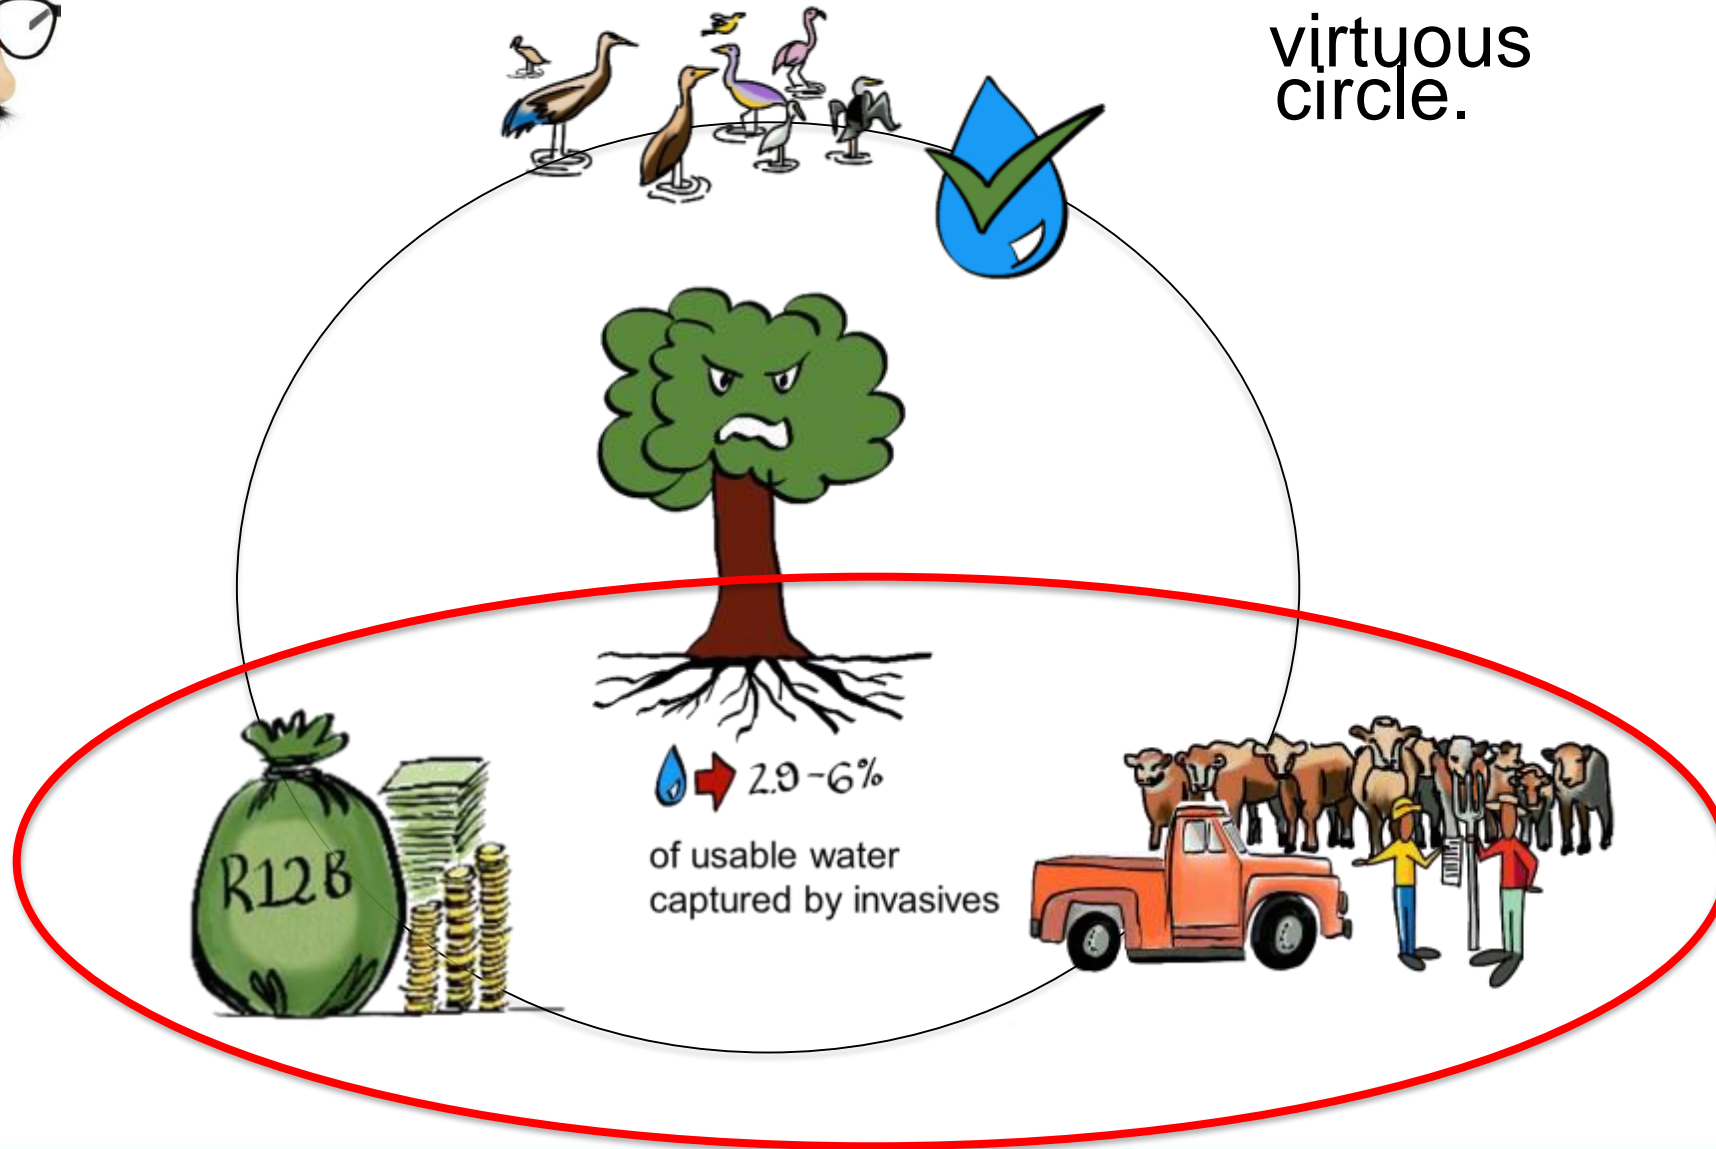 virtuous
circle.
2.9-6%
of usable water
captured by invasives
R12B